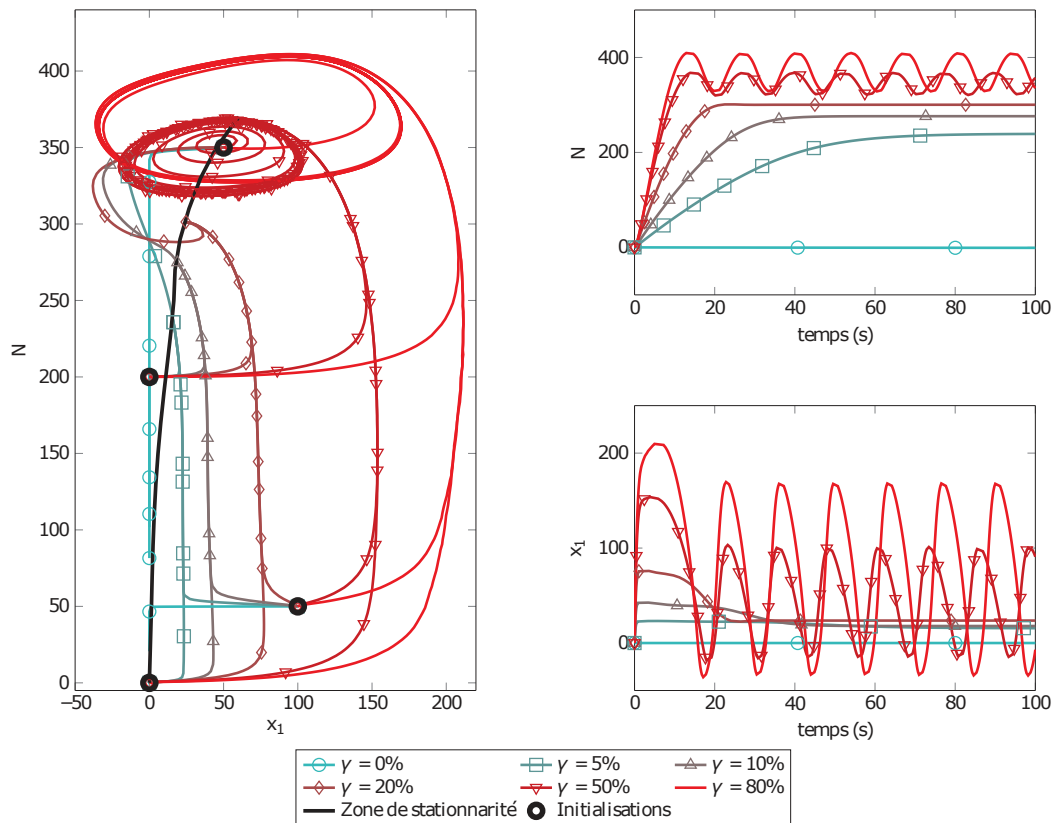 400
350
300
250
200
150
100
50
0
N
−50
0
50
100
150
200
x1
400
200
0
N
0
20
40
60
80
100
temps (s)
200
100
0
x1
0
20
40
60
80
100
temps (s)
γ = 0%
γ = 5%
γ = 10%
γ = 20%
γ = 50%
γ = 80%
Zone de stationnarité
Initialisations